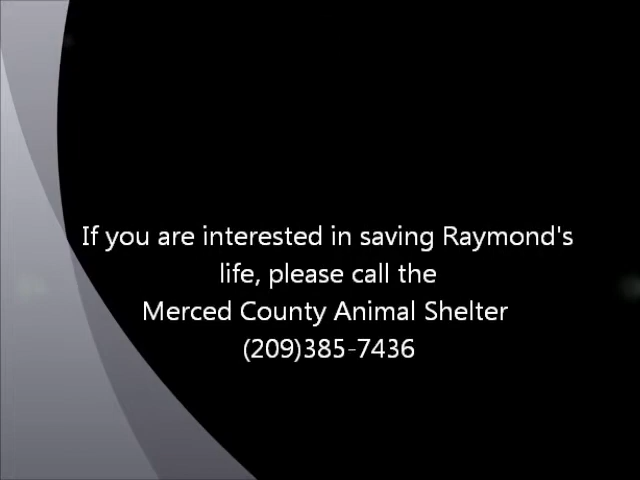 If you are interested in saving Raymond's
life, please call the
Merced County Animal Shelter
(209)385-7436